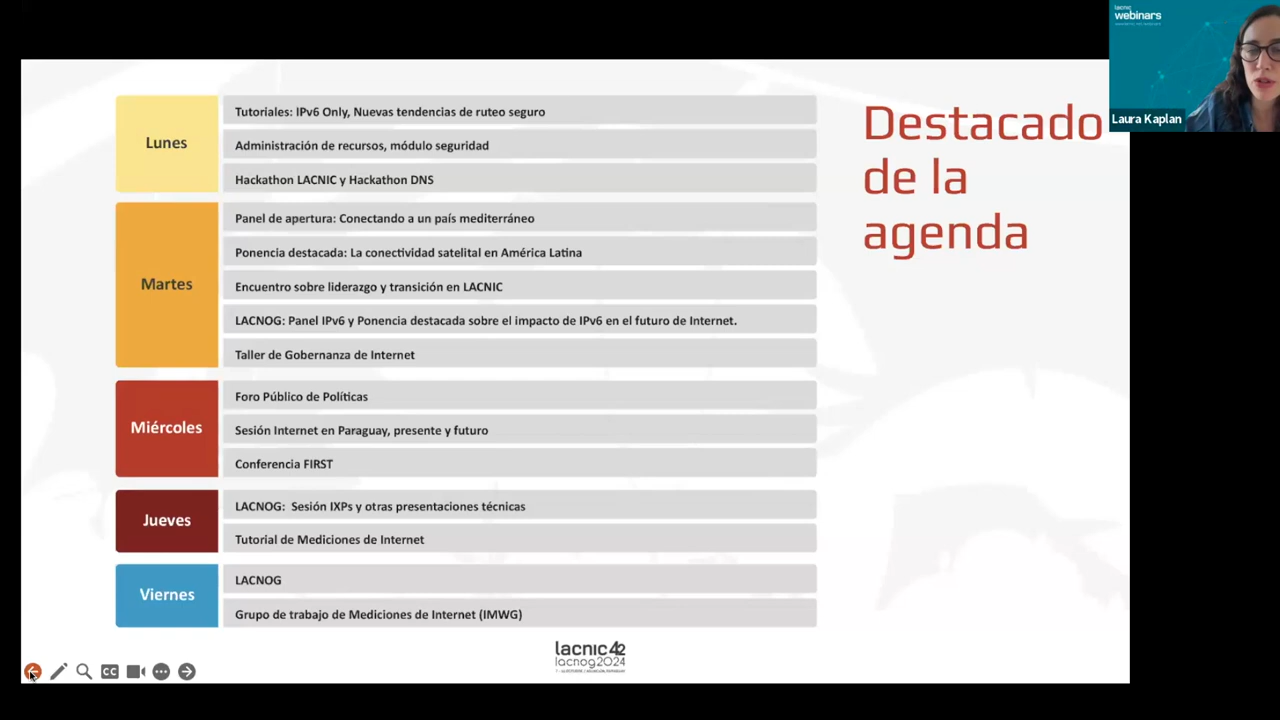 lacnic
webinars
Laura Kaplan
Destacado
de la
agenda
Lunes
Tutoriales: IPv6 Only, Nuevas tendencias de ruteo seguro
Administración de recursos, módulo seguridad
Hackathon LACNIC y Hackathon DNS
Martes
Panel de apertura: Conectando a un país mediterráneo
Ponencia destacada: La conectividad satelital en América Latina
Encuentro sobre liderazgo y transición en LACNIC
LACNOG: Panel IPv6 y Ponencia destacada sobre el impacto de IPv6 en el futuro de Internet.
Taller de Gobernanza de Internet
Miércoles
Foro Público de Políticas
Sesión Internet en Paraguay, presente y futuro
Conferencia FIRST
Jueves
LACNOG:  Sesión IXPs y otras presentaciones técnicas
Tutorial de Mediciones de Internet
Viernes
LACNOG
Grupo de trabajo de Mediciones de Internet (IMWG)
lacnic42
lacnog2024
CC